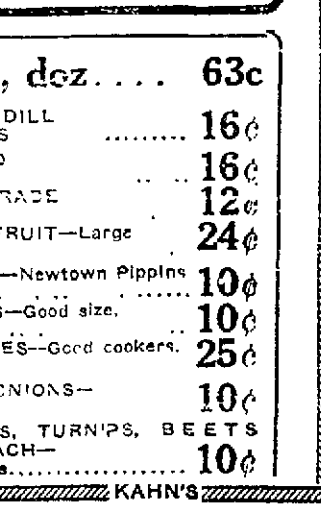 , doz.... 63c
DILL
S ......... 16¢
.. .. 16¢
RADE 12¢
FRUIT—Large 24¢
—Newtown Pippins
.. .. ...... 10¢
S—Good size,
.. 10¢
ES—Good cookers. 25¢
ONIONS— 10¢
S, TURNIPS, BEETS
ACH—
s.................. 10¢
KAHN'S